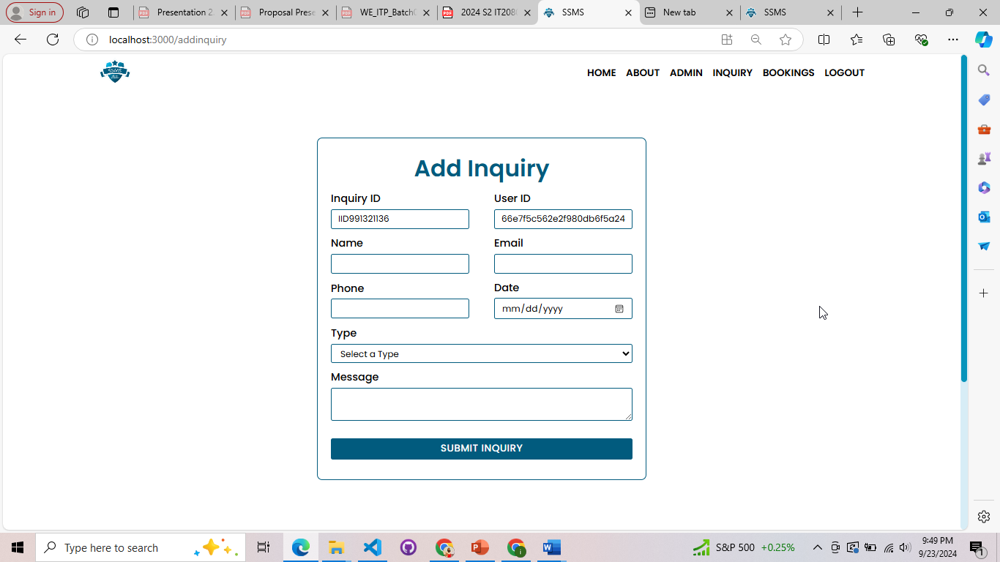 Sign in
Presentation 2
Proposal Prese
WE_ITP_Batch
2024 S2 IT208
SSMS
New tab
SSMS
localhost:3000/addinquiry
SSMS
HOME ABOUT ADMIN INQUIRY BOOKINGS LOGOUT
Add Inquiry
Inquiry ID User ID
IID991321136 66e7f5c562e2f980db6f5a24
Name Email
Phone Date
mm/dd/yyyy
Type
Select a Type
Message
SUBMIT INQUIRY
Type here to search
S&P 500 +0.25%
9:49 PM
9/23/2024
1